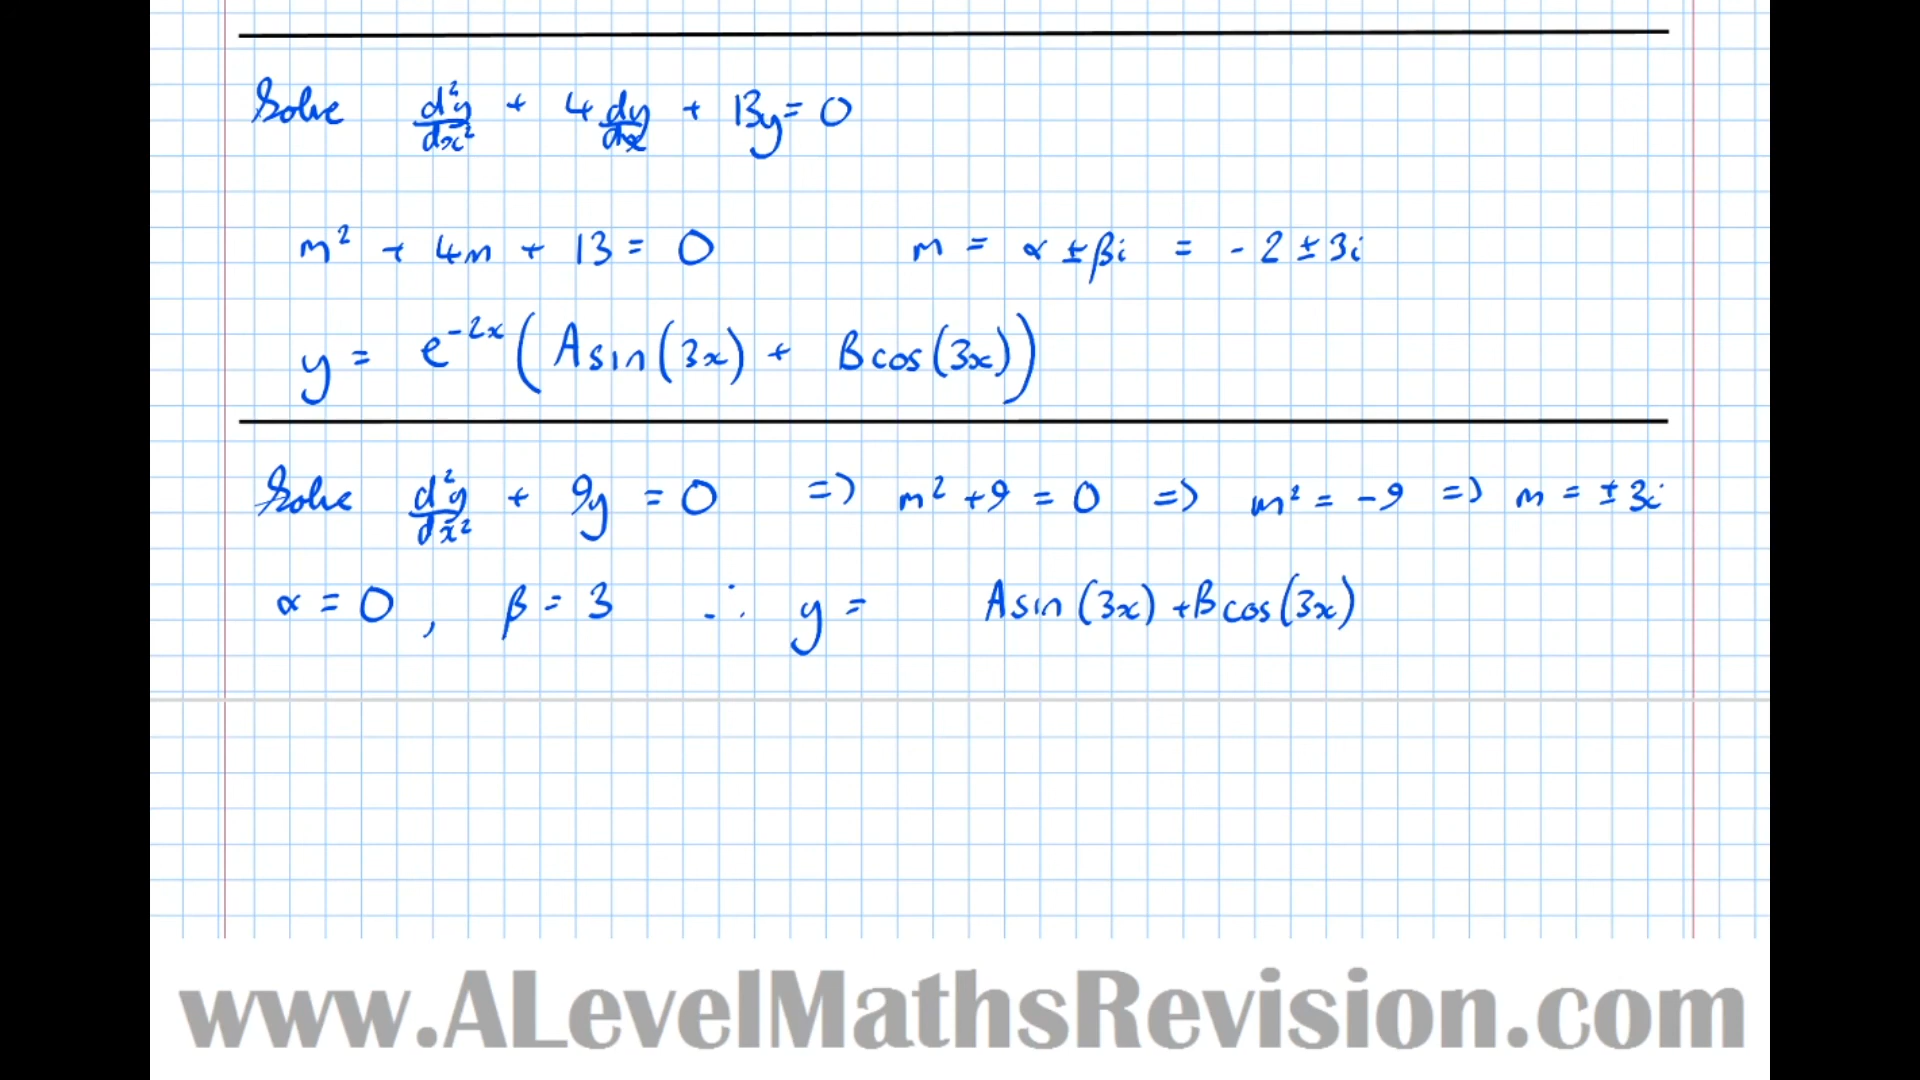 Solve d²y/dx² + 4 dy/dx + 13y = 0
m² + 4m + 13 = 0 m = α ± βi = -2 ± 3i
y = e^-2x (A sin(3x) + B cos(3x))
Solve d²y/dx² + 9y = 0 => m² + 9 = 0 => m² = -9 => m = ± 3i
α = 0, β = 3 ∴ y = A sin(3x) + B cos(3x)
www.ALevelMathsRevision.com